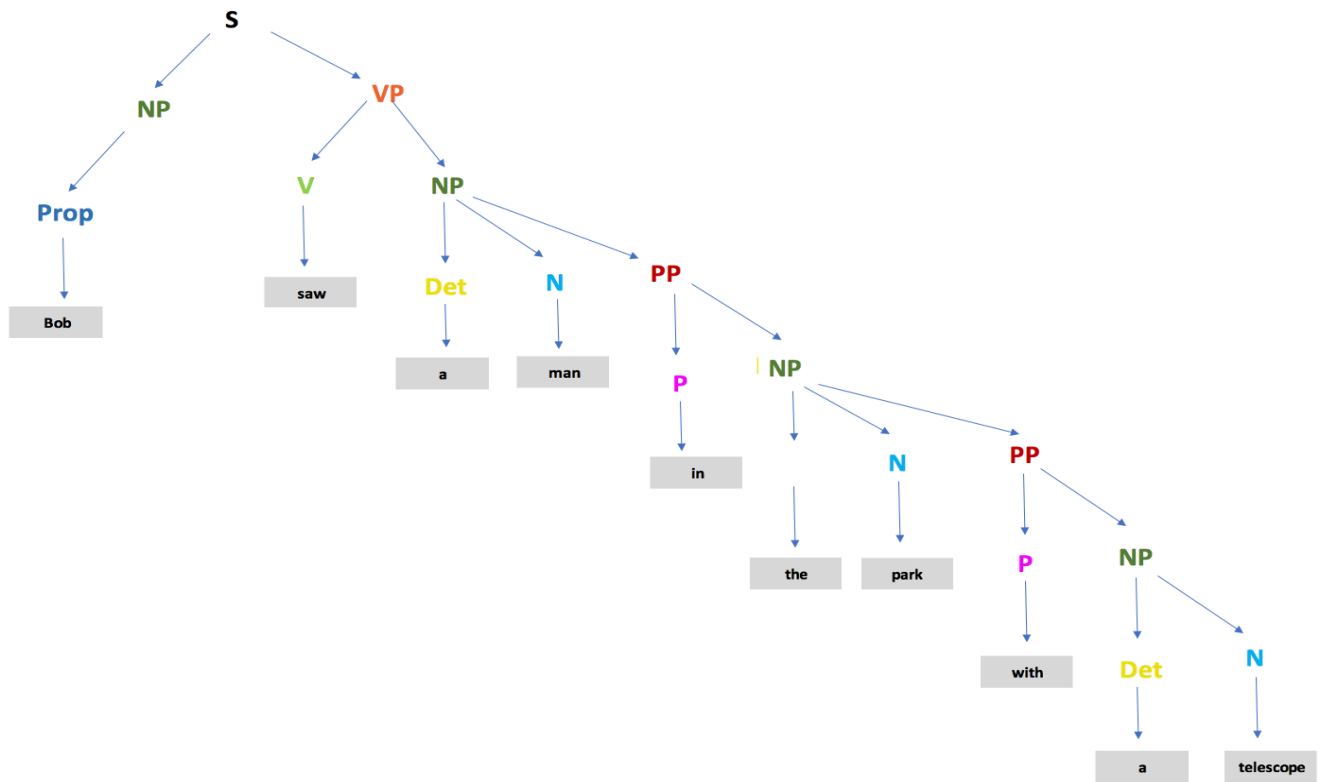 S
VP
NP
V
NP
Prop
PP
Det
N
saw
Bob
NP
a
man
P
PP
N
in
NP
P
the
park
N
Det
with
a
telescope